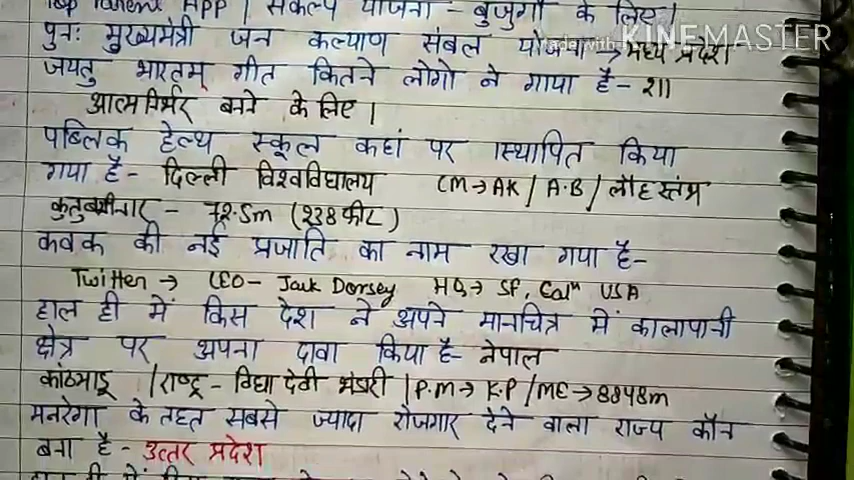 App | संकल्प योजना - बुजुर्गो के लिए।
पुनः मुख्यमंत्री जन कल्याण संबल योजना → मध्य प्रदेश
Made with KINEMASTER
जयतु भारतम् गीत कितने लोगो ने गाया है - 211
आत्मनिर्भर बनने के लिए।
पब्लिक हेल्थ स्कूल कहां पर स्थापित किया
गया है - दिल्ली विश्वविद्यालय CM → AK / A.B / लौह स्तंभ
कुतुबमीनार - 72.5m (238 फीट)
कवक की नई प्रजाति का नाम रखा गया है -
Twitter → CEO - Jack Dorsey HQ → SF, Calⁿ USA
हाल ही में किस देश ने अपने मानचित्र में कालापानी
क्षेत्र पर अपना दावा किया है - नेपाल
काठमांडू / राष्ट्र - विधा देवी भंडारी | P.M → K.P / ME → 8848m
मनरेगा के तहत सबसे ज्यादा रोजगार देने वाला राज्य कौन
बना है - उत्तर प्रदेश